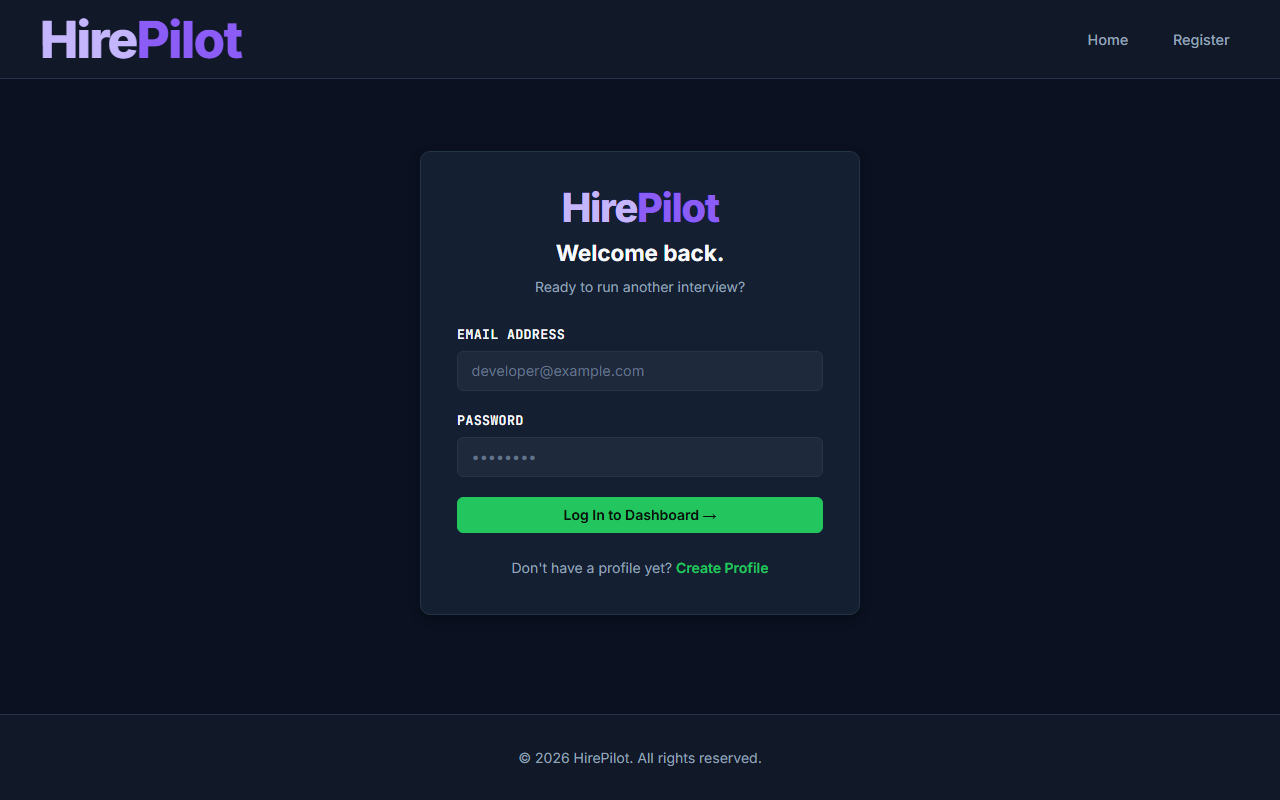 HirePilot
Home
Register
HirePilot
Welcome back.
Ready to run another interview?
EMAIL ADDRESS
developer@example.com
PASSWORD
••••••••
Log In to Dashboard →
Don't have a profile yet? Create Profile
© 2026 HirePilot. All rights reserved.